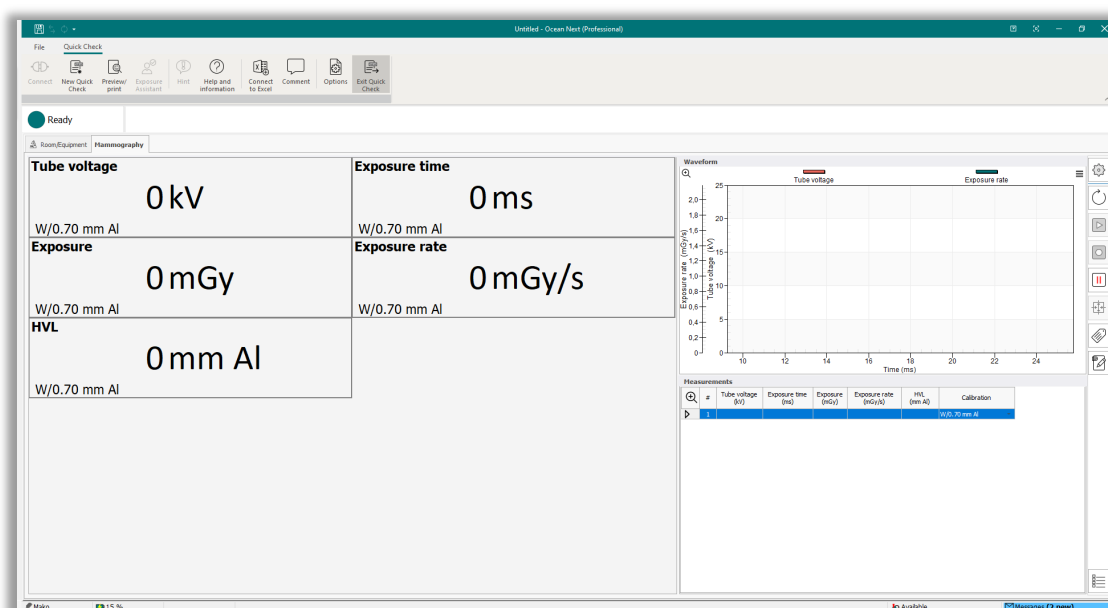 Untitled - Ocean Next (Professional)
File Quick Check
Connect New Quick Check Preview/ print Exposure Assistant Hint Help and information Connect to Excel Comment Options Exit Quick Check
Ready
Room/Equipment Mammography
Tube voltage
0 kV
W/0.70 mm Al
Exposure time
0 ms
W/0.70 mm Al
Exposure
0 mGy
W/0.70 mm Al
Exposure rate
0 mGy/s
W/0.70 mm Al
HVL
0 mm Al
W/0.70 mm Al
Waveform
Tube voltage Exposure rate
Exposure rate (mGy/s)
2,0
1,8
1,6
1,4
1,2
1,0
0,8
0,6
0,4
0,2
0
Tube voltage (kV)
25
20
15
10
5
0
10 12 14 16 18 20 22 24
Time (ms)
Measurements
# Tube voltage (kV) Exposure time (ms) Exposure (mGy) Exposure rate (mGy/s) HVL (mm Al) Calibration
1 W/0.70 mm Al
Mako 15 % Available Messages (2 new)